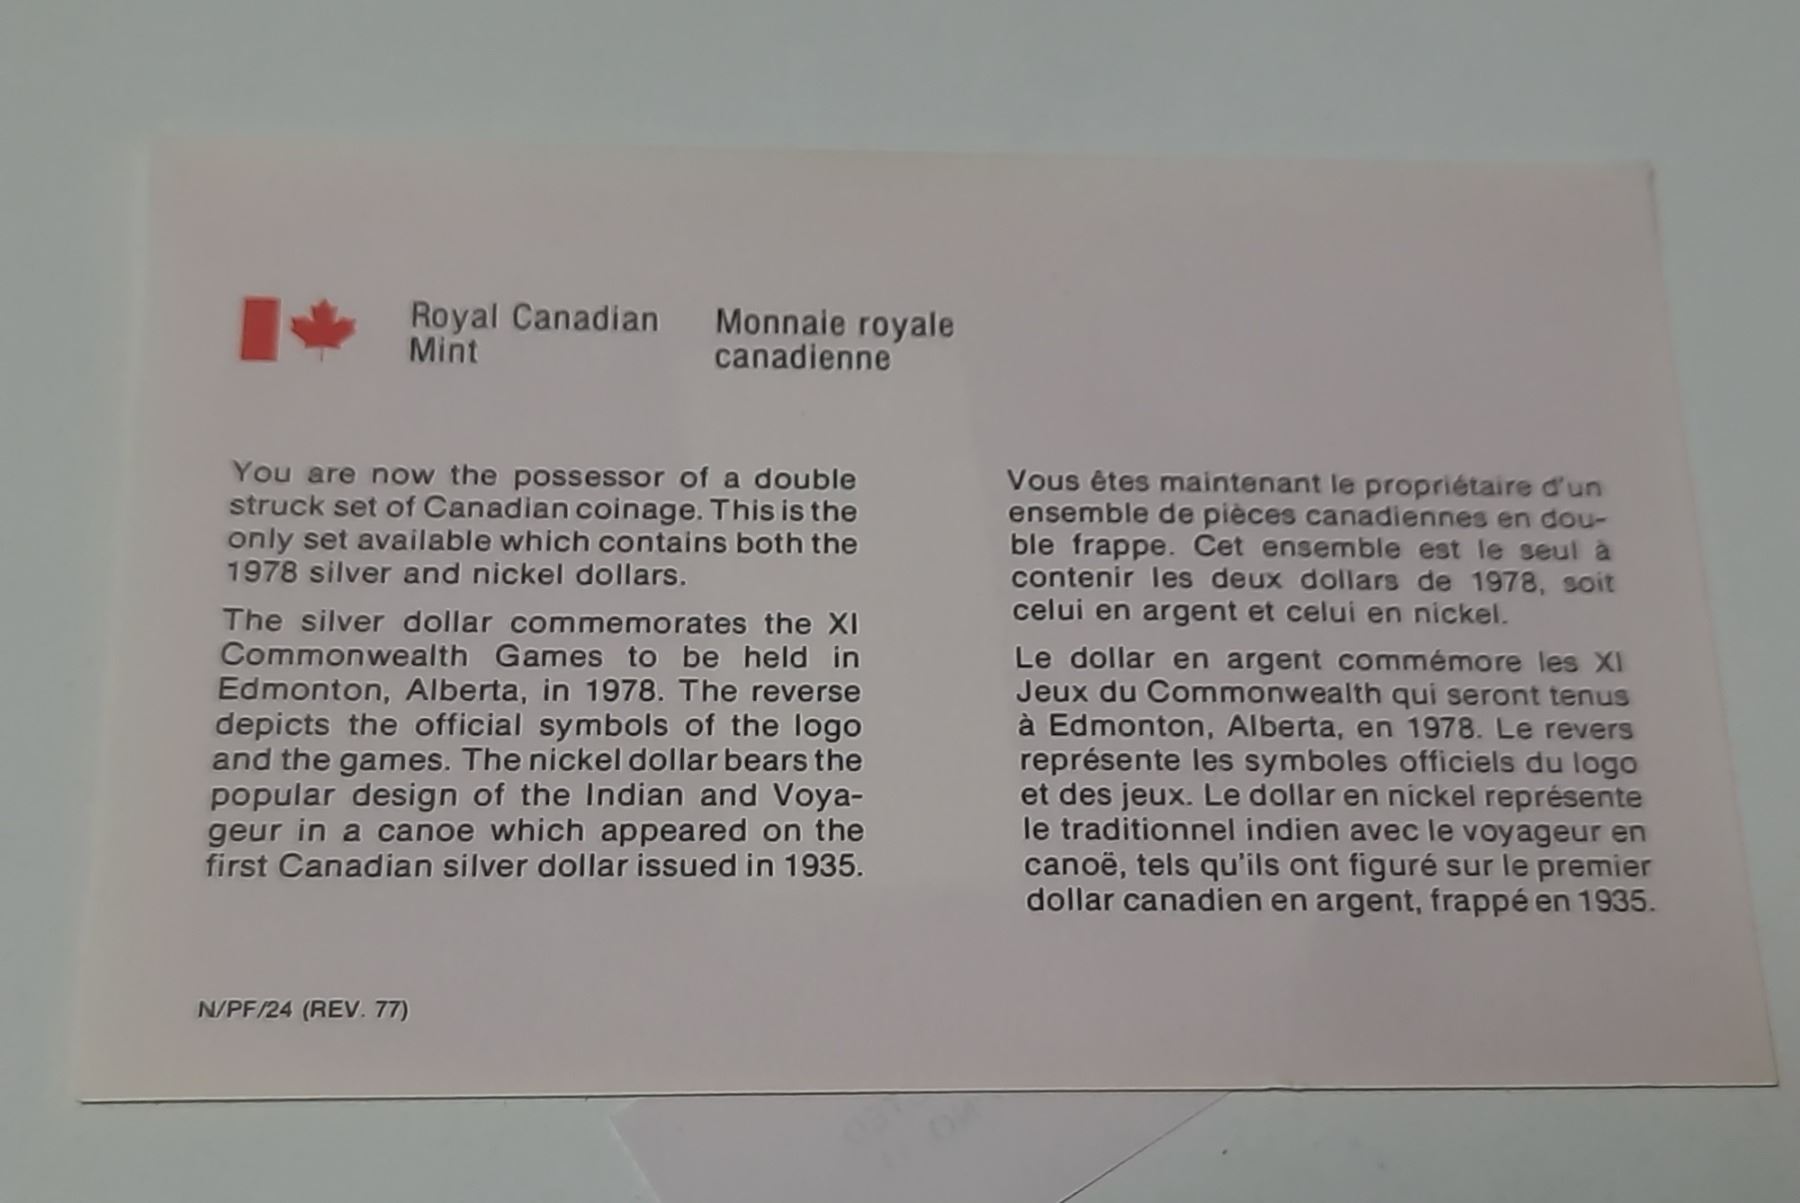 Royal Canadian
Mint
Monnaie royale
canadienne
You are now the possessor of a double
struck set of Canadian coinage. This is the
only set available which contains both the
1978 silver and nickel dollars.
The silver dollar commemorates the XI
Commonwealth Games to be held in
Edmonton, Alberta, in 1978. The reverse
depicts the official symbols of the logo
and the games. The nickel dollar bears the
popular design of the Indian and Voya-
geur in a canoe which appeared on the
first Canadian silver dollar issued in 1935.
Vous êtes maintenant le propriétaire d'un
ensemble de pièces canadiennes en dou-
ble frappe. Cet ensemble est le seul à
contenir les deux dollars de 1978, soit
celui en argent et celui en nickel.
Le dollar en argent commémore les XI
Jeux du Commonwealth qui seront tenus
à Edmonton, Alberta, en 1978. Le revers
représente les symboles officiels du logo
et des jeux. Le dollar en nickel représente
le traditionnel indien avec le voyageur en
canoë, tels qu'ils ont figuré sur le premier
dollar canadien en argent, frappé en 1935.
N/PF/24 (REV. 77)